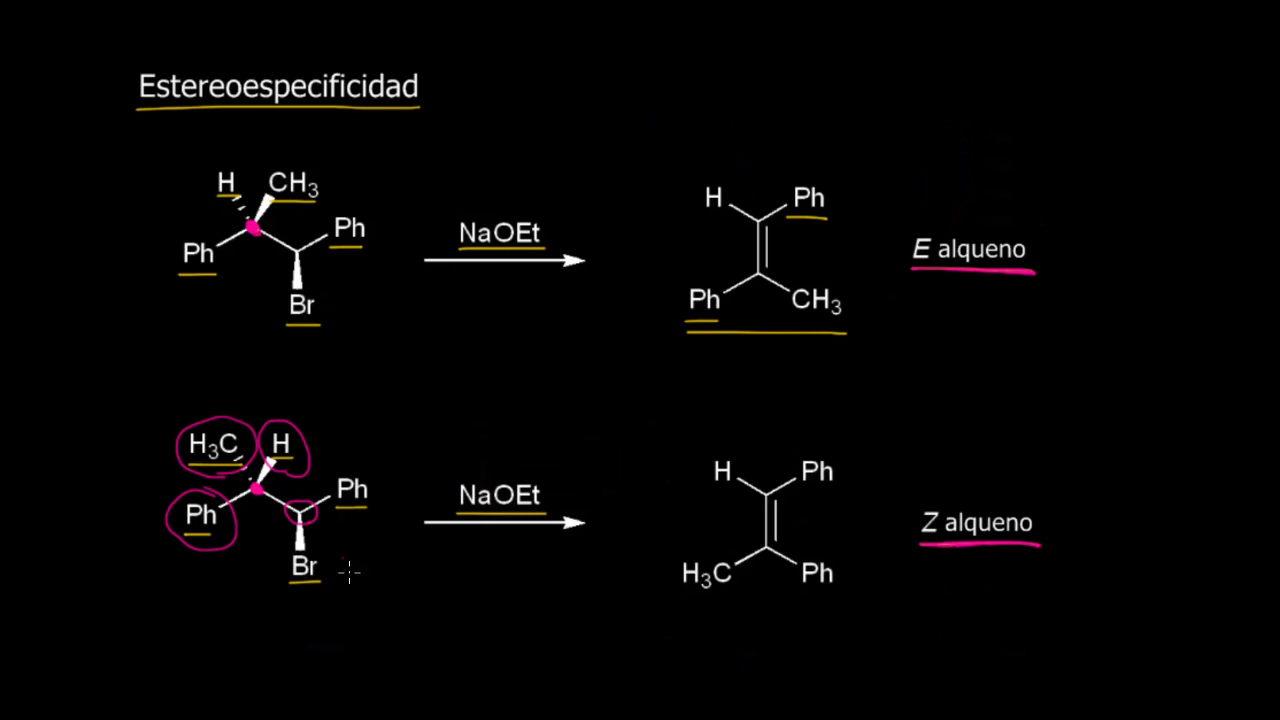 Estereoespecificidad
H CH₃
Ph Ph
Br
NaOEt
H Ph
Ph CH₃
E alqueno
H₃C H
Ph Ph
Br
NaOEt
H Ph
H₃C Ph
Z alqueno